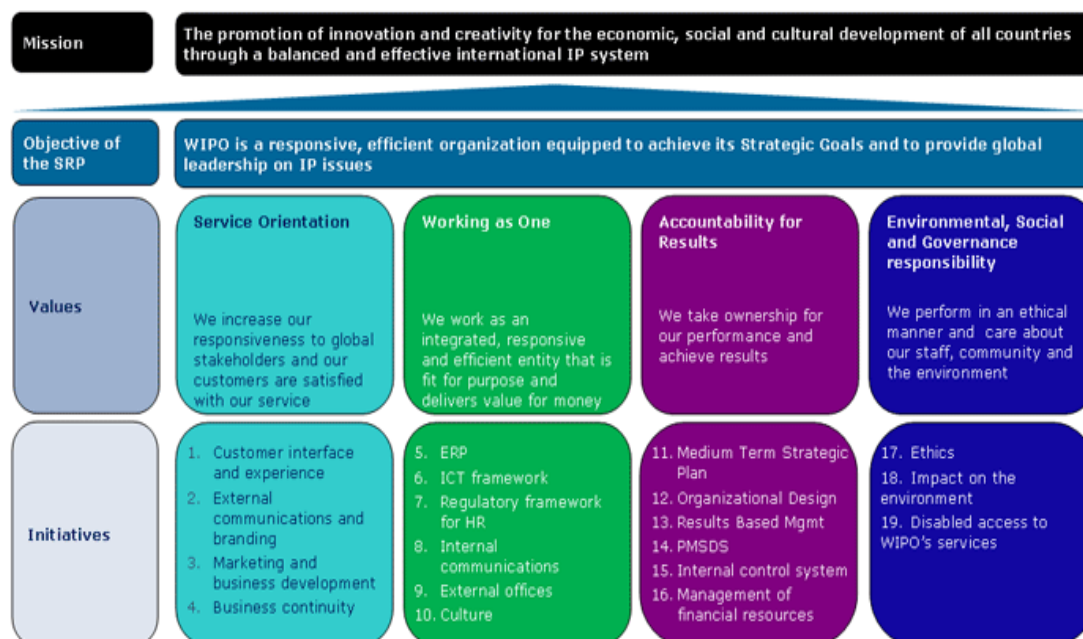 Mission
The promotion of innovation and creativity for the economic, social and cultural development of all countries
through a balanced and effective international IP system
Objective of
the SRP
WIPO is a responsive, efficient organization equipped to achieve its Strategic Goals and to provide global
leadership on IP issues
Values
Service Orientation
We increase our
responsiveness to global
stakeholders and our
customers are satisfied
with our service
Working as One
We work as an
integrated, responsive
and efficient entity that is
fit for purpose and
delivers value for money
Accountability for
Results
We take ownership for
our performance and
achieve results
Environmental, Social
and Governance
responsibility
We perform in an ethical
manner and care about
our staff, community and
the environment
Initiatives
1. Customer interface
and experience
2. External
communications and
branding
3. Marketing and
business development
4. Business continuity
5. ERP
6. ICT framework
7. Regulatory framework
for HR
8. Internal
communications
9. External offices
10. Culture
11. Medium Term Strategic
Plan
12. Organizational Design
13. Results Based Mgmt
14. PMSDS
15. Internal control system
16. Management of
financial resources
17. Ethics
18. Impact on the
environment
19. Disabled access to
WIPO's services